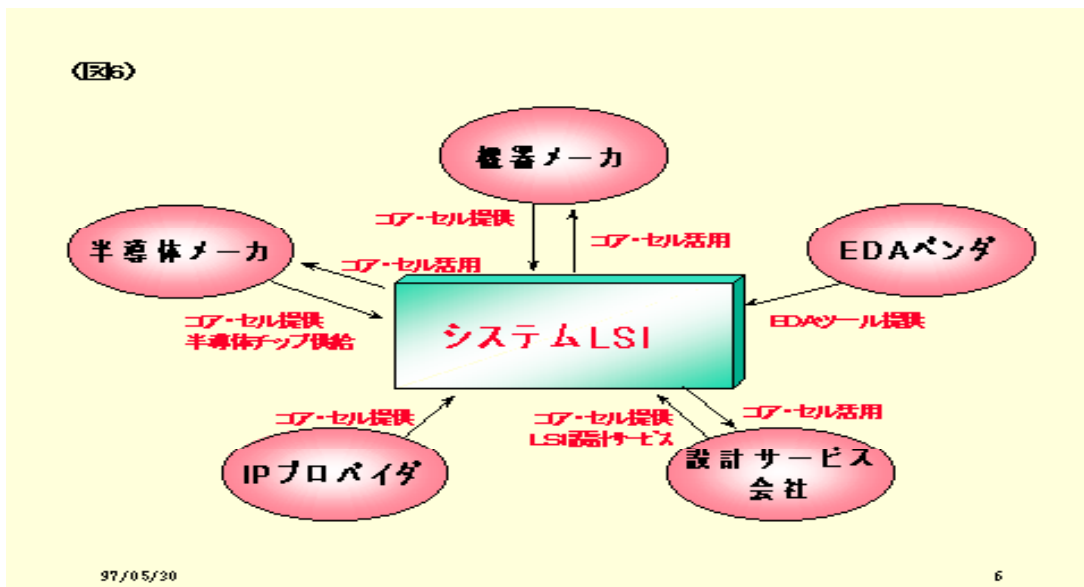 (図6)
機器メーカ
コア・セル提供
コア・セル活用
半導体メーカ
コア・セル活用
EDAベンダ
コア・セル提供
半導体チップ供給
システムLSI
EDAツール提供
コア・セル提供
コア・セル提供
LSI設計サービス
コア・セル活用
IPプロバイダ
設計サービス
会社
97/05/30
6